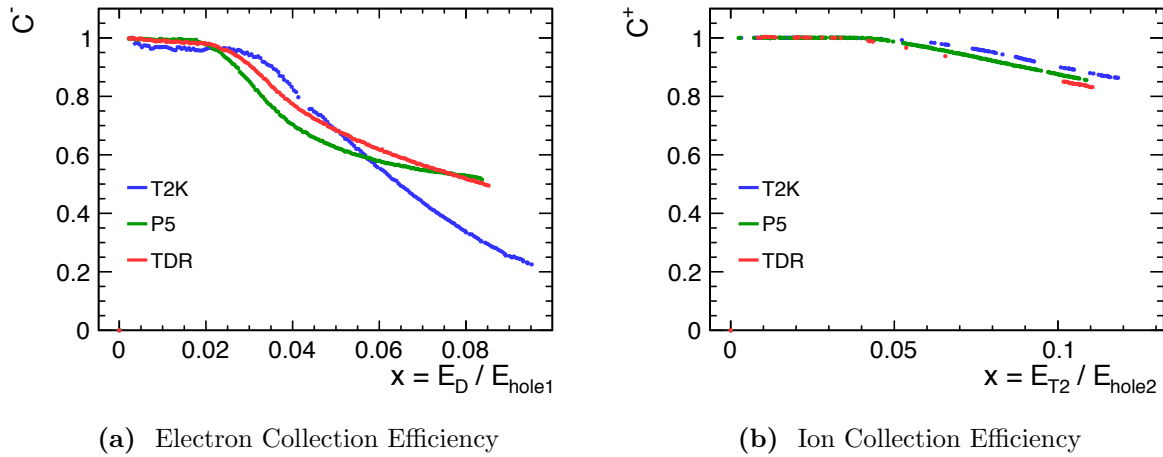 C⁻
1
0.8
0.6
0.4
0.2
0
T2K
P5
TDR
0 0.02 0.04 0.06 0.08
x = E_D / E_hole1
(a) Electron Collection Efficiency
C⁺
1
0.8
0.6
0.4
0.2
0
T2K
P5
TDR
0 0.05 0.1
x = E_T2 / E_hole2
(b) Ion Collection Efficiency